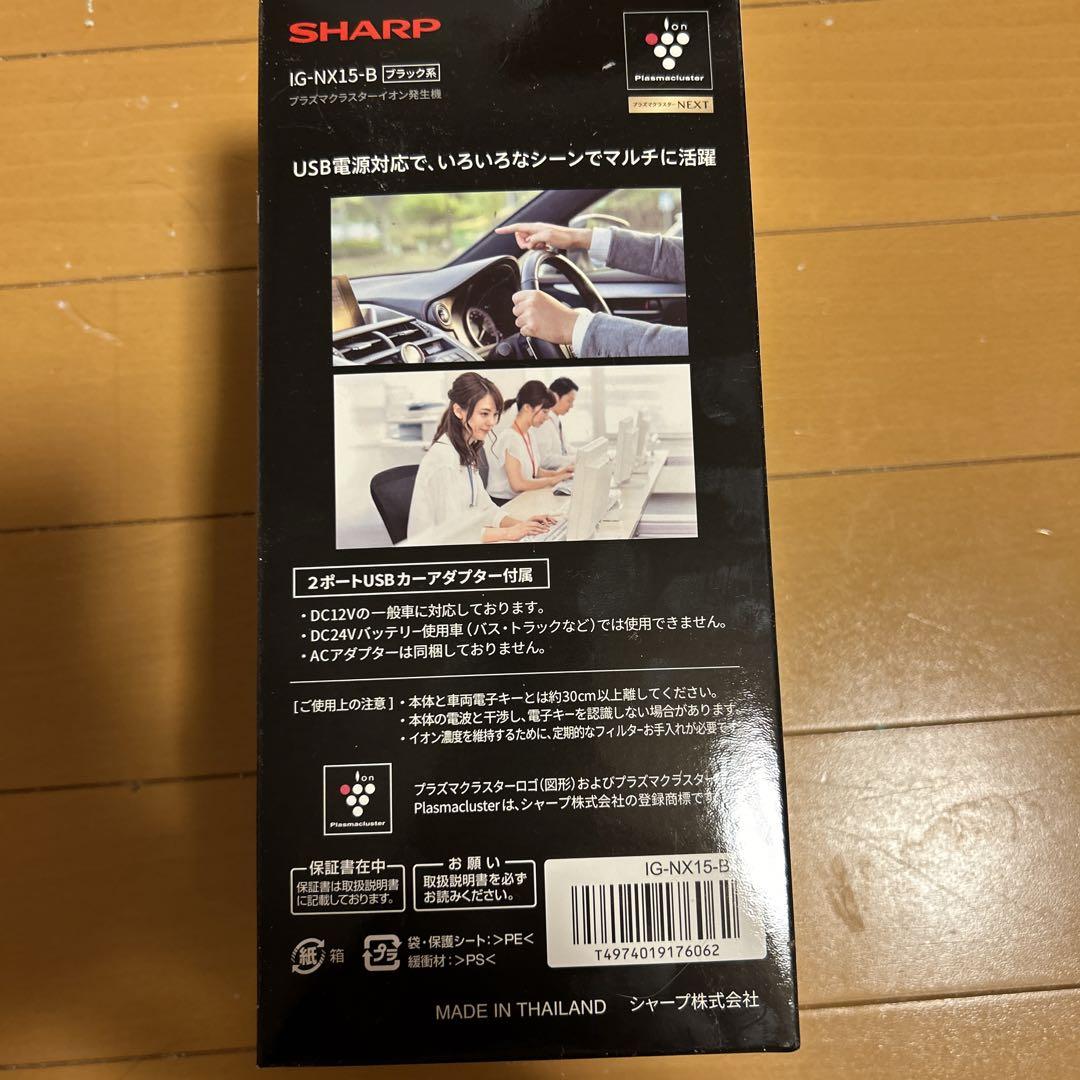 SHARP
IG-NX15-B ブラック系
プラズマクラスターイオン発生機
ion
Plasmacluster
プラズマクラスター NEXT
USB電源対応で、いろいろなシーンでマルチに活躍
2ポートUSBカーアダプター付属
・DC12Vの一般車に対応しております。
・DC24Vバッテリー使用車（バス・トラックなど）では使用できません。
・ACアダプターは同梱しておりません。
[ご使用上の注意]・本体と車両電子キーとは約30cm以上離してください。
・本体の電波と干渉し、電子キーを認識しない場合があります。
・イオン濃度を維持するために、定期的なフィルターお手入れが必要です
ion
Plasmacluster
プラズマクラスターロゴ（図形）およびプラズマクラスター
Plasmaclusterは、シャープ株式会社の登録商標です
保証書在中
保証書は取扱説明書
に記載しております。
お願い
取扱説明書を必ず
お読みください。
IG-NX15-B
T4974019176062
紙 箱
プラ 袋・保護シート:>PE<
緩衝材:>PS<
MADE IN THAILAND シャープ株式会社